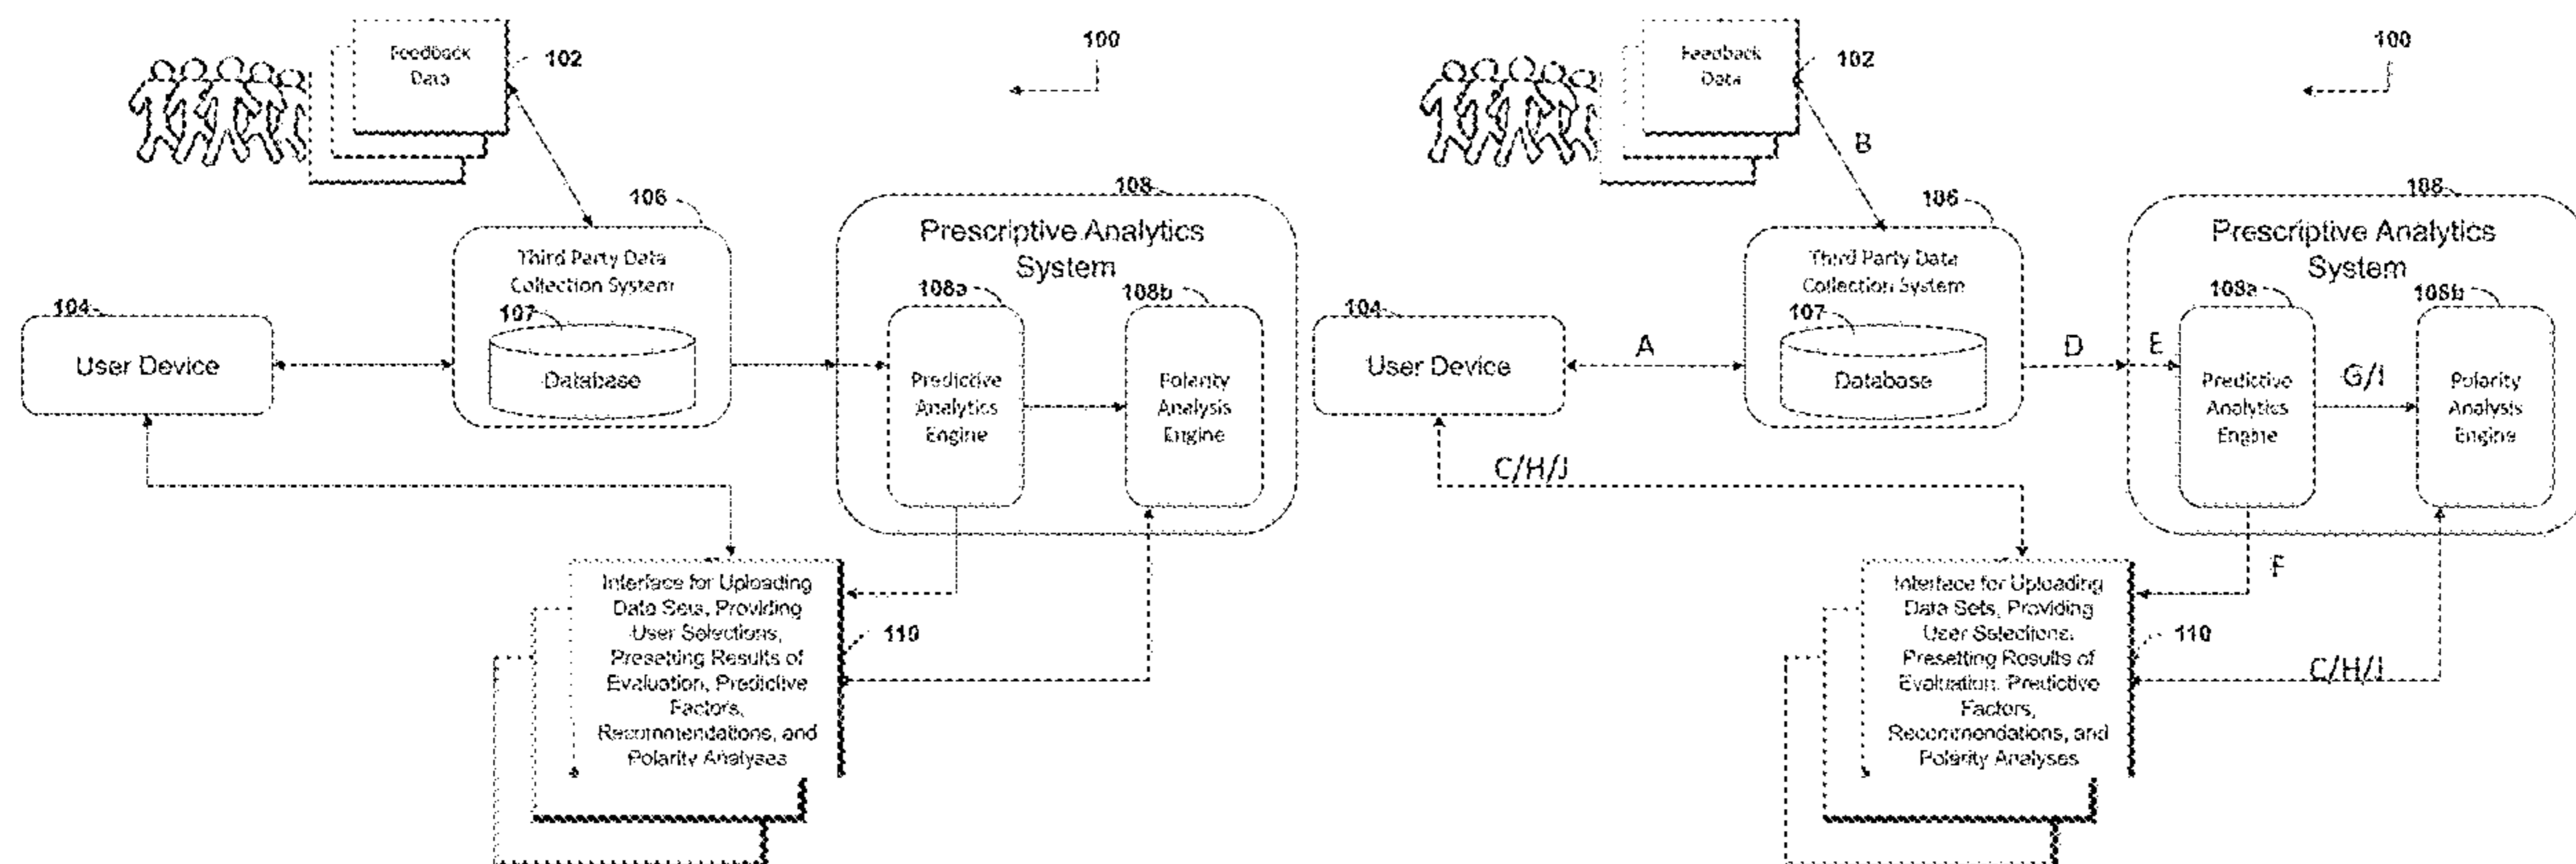 Feedback
Data
102
100
106
Third Party Data
Collection System
107
Database
104
User Device
108
Prescriptive Analytics
System
108a
Predictive
Analytics
Engine
108b
Polarity
Analysis
Engine
Interface for Uploading
Data Sets, Providing
User Selections,
Presetting Results of
Evaluation, Predictive
Factors,
Recommendations, and
Polarity Analyses
110
Feedback
Data
102
100
B
106
Third Party Data
Collection System
107
Database
104
User Device
A
D
E
108
Prescriptive Analytics
System
108a
Predictive
Analytics
Engine
G/I
108b
Polarity
Analysis
Engine
C/H/J
F
Interface for Uploading
Data Sets, Providing
User Selections,
Presetting Results of
Evaluation, Predictive
Factors,
Recommendations, and
Polarity Analyses
110
C/H/J